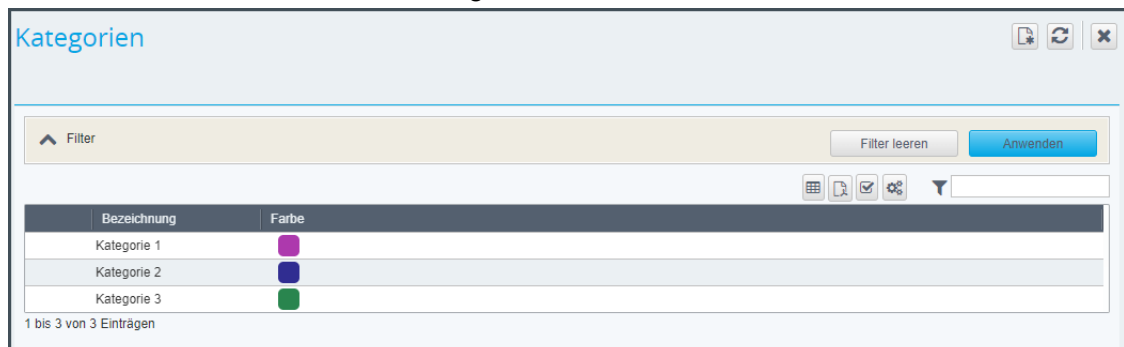 Kategorien
Filter
Filter leeren Anwenden
Bezeichnung Farbe
Kategorie 1
Kategorie 2
Kategorie 3
1 bis 3 von 3 Einträgen